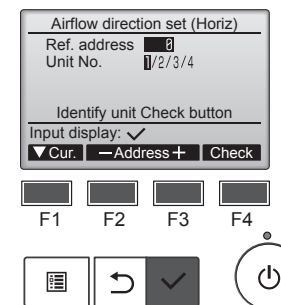 Airflow direction set (Horiz)
Ref. address 0
Unit No. 1/2/3/4
Identify unit Check button
Input display: ✓
▼Cur. －Address＋ Check
F1 F2 F3 F4